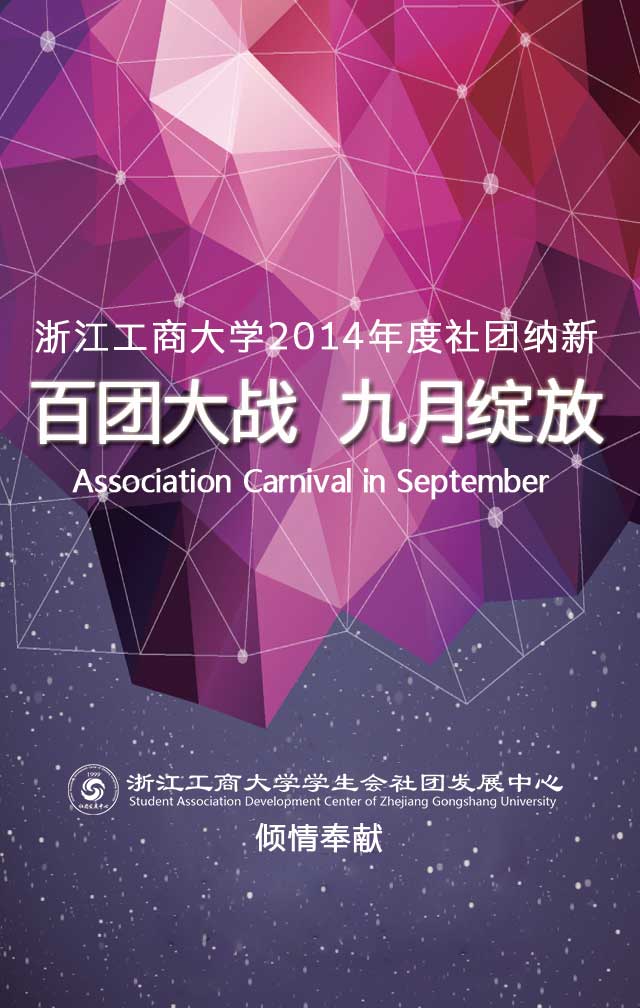 浙江工商大学2014年度社团纳新
百团大战 九月绽放
Association Carnival in September
1999
浙江工商大学学生会社团发展中心
Student Association Development Center of Zhejiang Gongshang University
倾情奉献